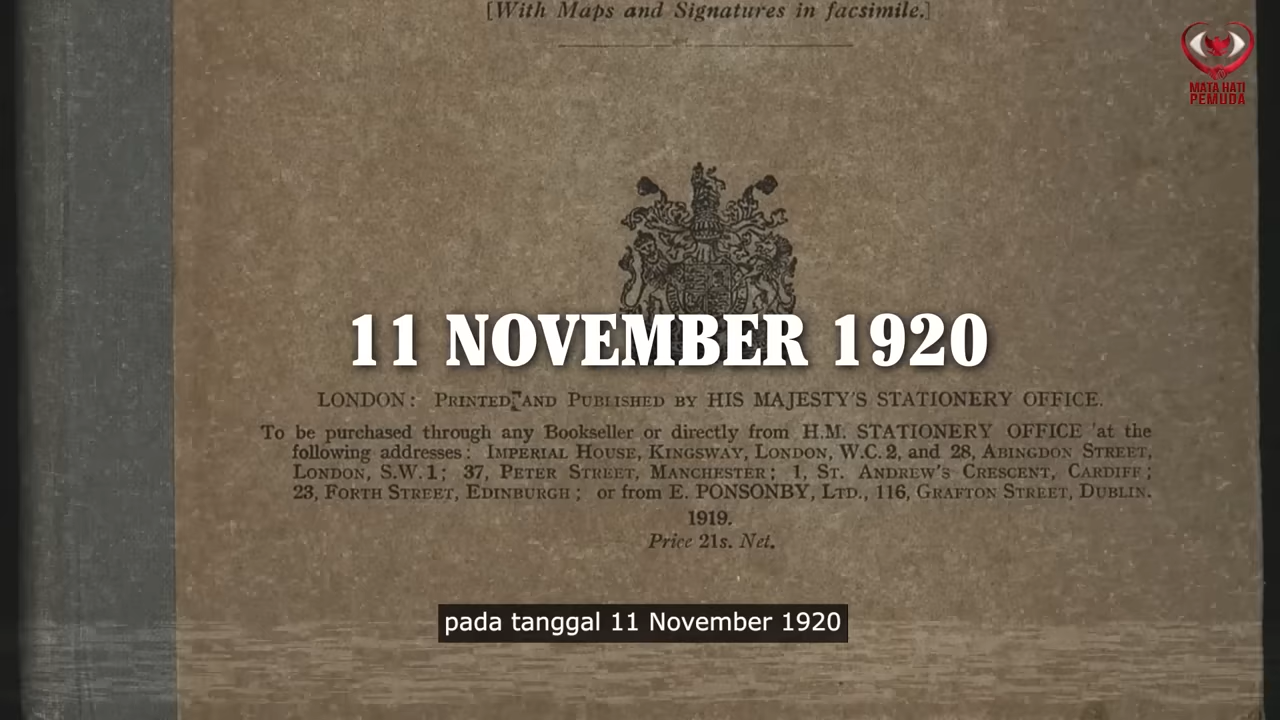 [With Maps and Signatures in facsimile.]
MATA HATI
PEMUDA
11 NOVEMBER 1920
LONDON: PRINTED AND PUBLISHED BY HIS MAJESTY'S STATIONERY OFFICE.
To be purchased through any Bookseller or directly from H.M. STATIONERY OFFICE at the
following addresses: IMPERIAL HOUSE, KINGSWAY, LONDON, W.C.2, and 28, ABINGDON STREET,
LONDON, S.W.1; 37, PETER STREET, MANCHESTER; 1, ST. ANDREW'S CRESCENT, CARDIFF;
23, FORTH STREET, EDINBURGH; or from E. PONSONBY, LTD., 116, GRAFTON STREET, DUBLIN.
1919.
Price 21s. Net.
pada tanggal 11 November 1920